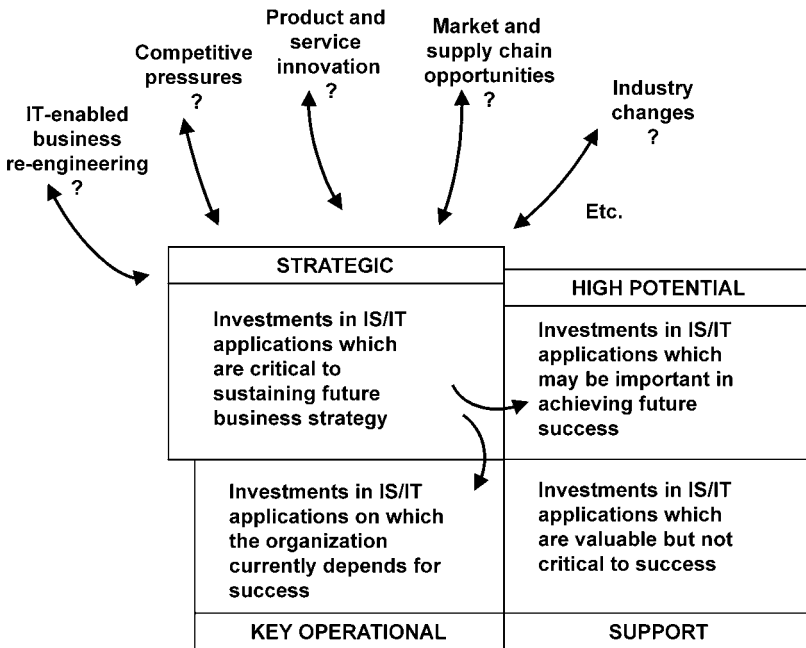 Product and
service
innovation
?
Market and
supply chain
opportunities
?
Competitive
pressures
?
Industry
changes
?
IT-enabled
business
re-engineering
?
Etc.
STRATEGIC
HIGH POTENTIAL
Investments in IS/IT
applications which
are critical to
sustaining future
business strategy
Investments in IS/IT
applications which
may be important in
achieving future
success
Investments in IS/IT
applications on which
the organization
currently depends for
success
Investments in IS/IT
applications which
are valuable but not
critical to success
KEY OPERATIONAL
SUPPORT